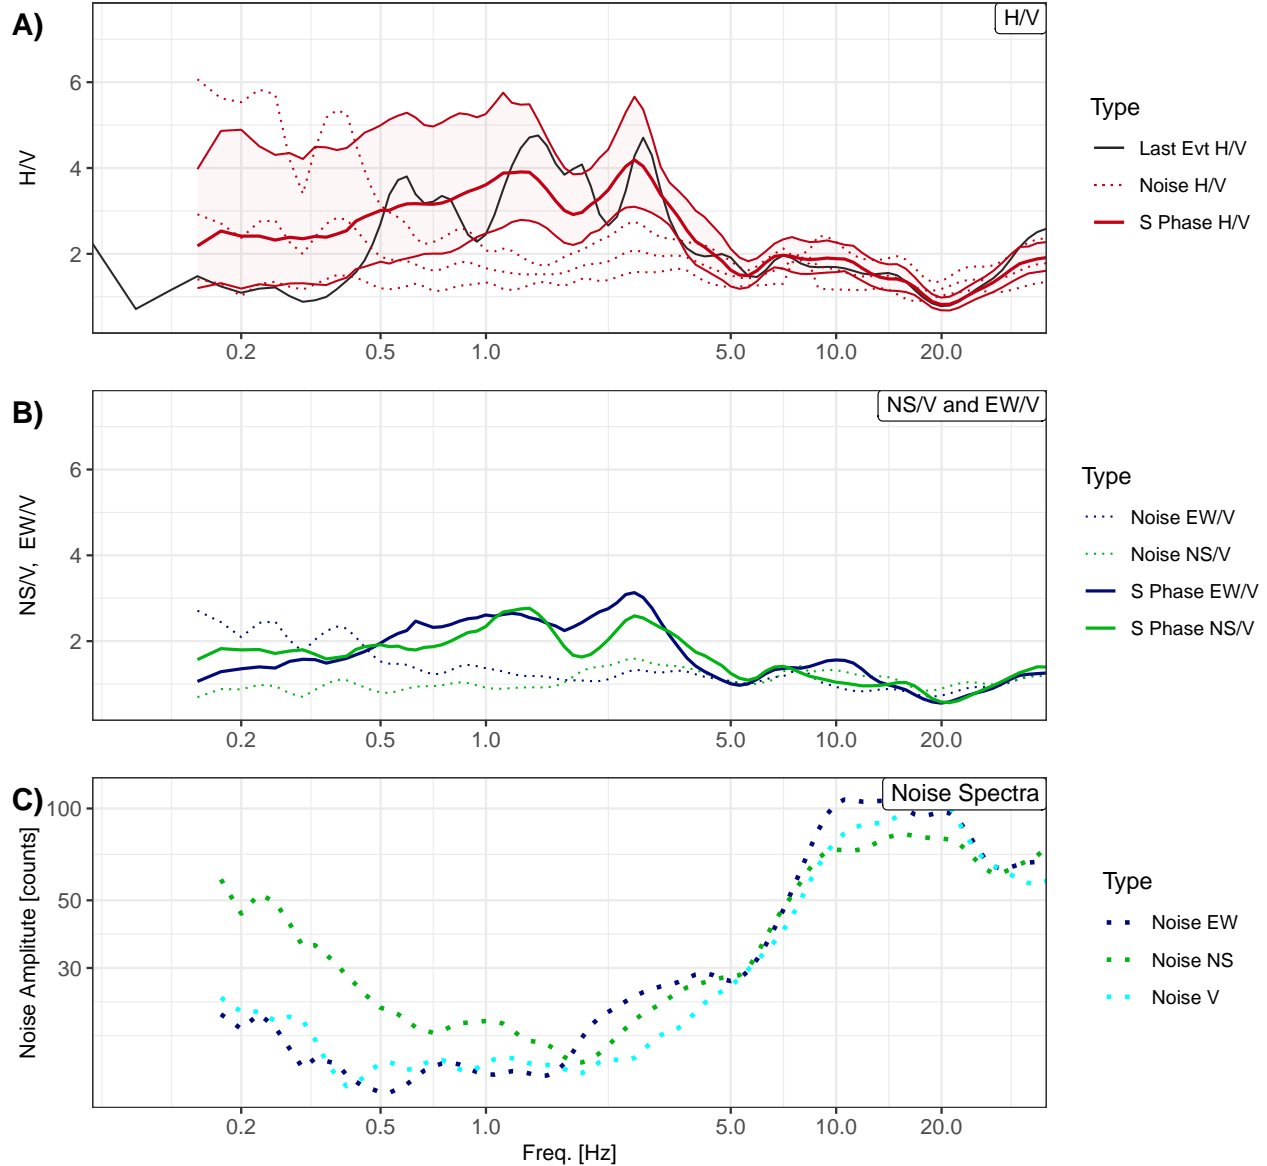 A)
H/V
6
4
2
H/V
0.2 0.5 1.0 5.0 10.0 20.0
Type
Last Evt H/V
Noise H/V
S Phase H/V
B)
NS/V and EW/V
6
4
2
NS/V, EW/V
0.2 0.5 1.0 5.0 10.0 20.0
Type
Noise EW/V
Noise NS/V
S Phase EW/V
S Phase NS/V
C)
Noise Spectra
100
50
30
Noise Amplitute [counts]
0.2 0.5 1.0 5.0 10.0 20.0
Freq. [Hz]
Type
Noise EW
Noise NS
Noise V